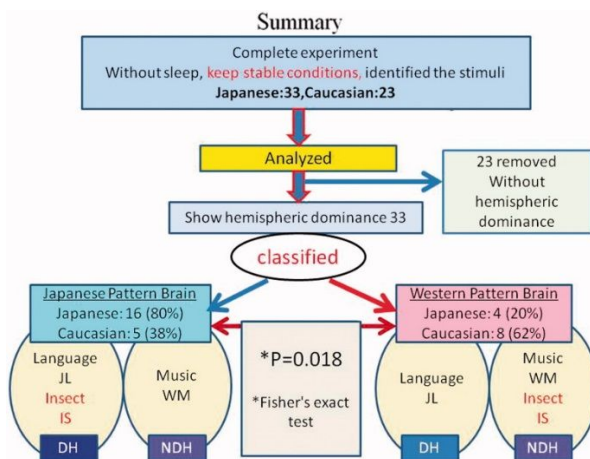 Summary
Complete experiment
Without sleep, keep stable conditions, identified the stimuli
Japanese:33,Caucasian:23
Analyzed
23 removed
Without
hemispheric
dominance
Show hemispheric dominance 33
classified
Japanese Pattern Brain
Japanese: 16 (80%)
Caucasian: 5 (38%)
Western Pattern Brain
Japanese: 4 (20%)
Caucasian: 8 (62%)
Language
JL
Insect
IS
DH
Music
WM
NDH
*P=0.018
*Fisher's exact
test
Language
JL
DH
Music
WM
Insect
IS
NDH